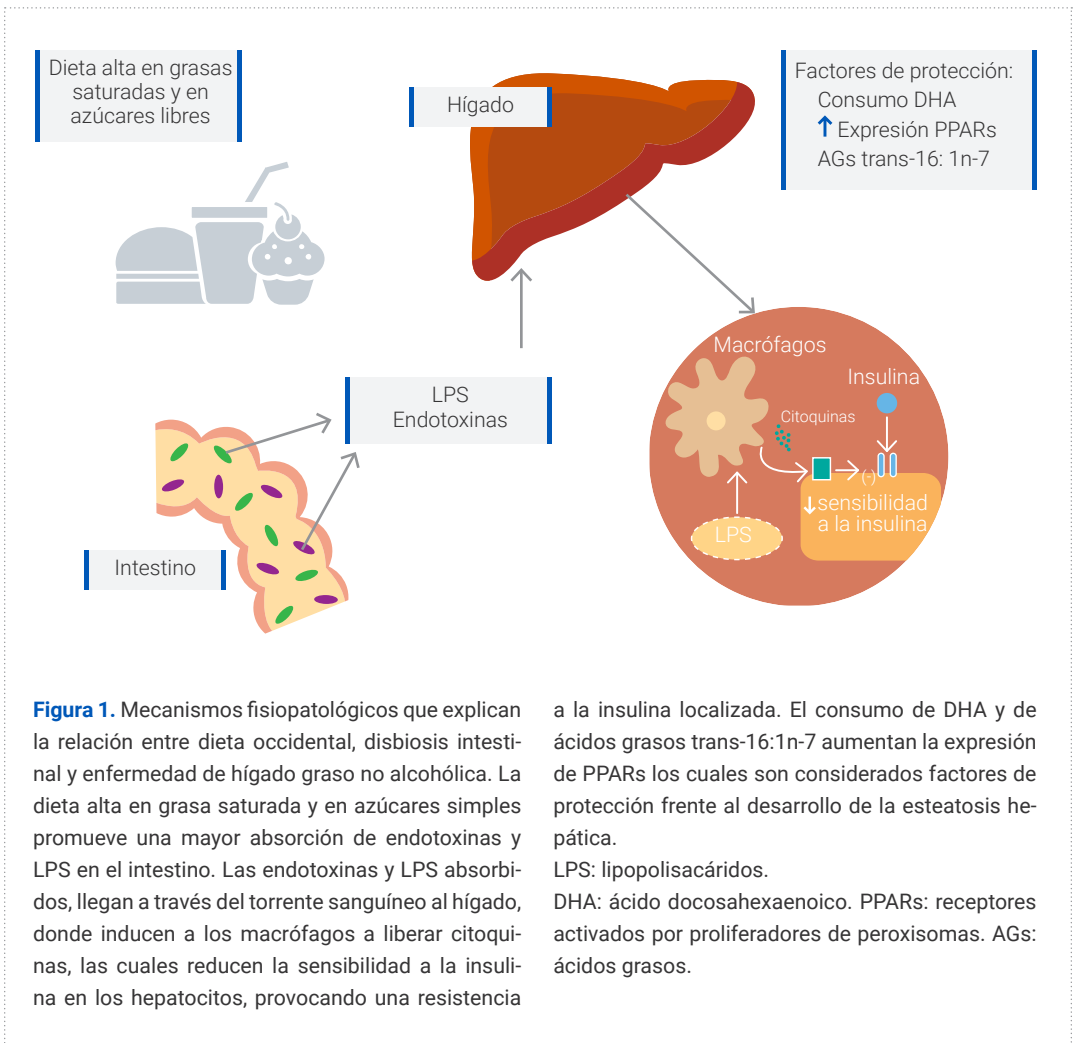 Dieta alta en grasas
saturadas y en
azúcares libres
Hígado
Factores de protección:
Consumo DHA
↑ Expresión PPARs
AGs trans-16: 1n-7
LPS
Endotoxinas
Intestino
Macrófagos
Insulina
Citoquinas
(-)
↓sensibilidad
a la insulina
LPS
Figura 1. Mecanismos fisiopatológicos que explican
la relación entre dieta occidental, disbiosis intesti-
nal y enfermedad de hígado graso no alcohólica. La
dieta alta en grasa saturada y en azúcares simples
promueve una mayor absorción de endotoxinas y
LPS en el intestino. Las endotoxinas y LPS absorbi-
dos, llegan a través del torrente sanguíneo al hígado,
donde inducen a los macrófagos a liberar citoqui-
nas, las cuales reducen la sensibilidad a la insuli-
na en los hepatocitos, provocando una resistencia
a la insulina localizada. El consumo de DHA y de
ácidos grasos trans-16:1n-7 aumentan la expresión
de PPARs los cuales son considerados factores de
protección frente al desarrollo de la esteatosis he-
pática.
LPS: lipopolisacáridos.
DHA: ácido docosahexaenoico. PPARs: receptores
activados por proliferadores de peroxisomas. AGs:
ácidos grasos.